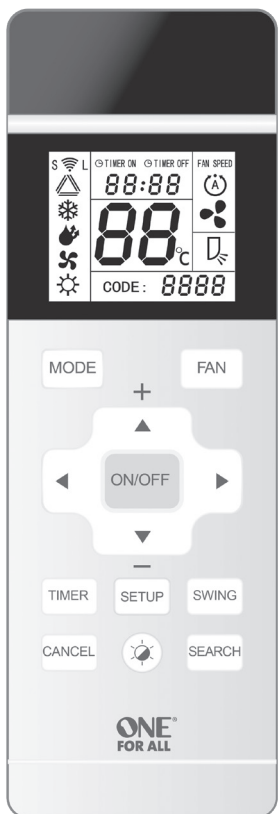 S L TIMER ON TIMER OFF FAN SPEED
88:88 A
88 °C
CODE: 8888
MODE FAN
+
ON/OFF
−
TIMER SETUP SWING
CANCEL SEARCH
ONE®
FOR ALL